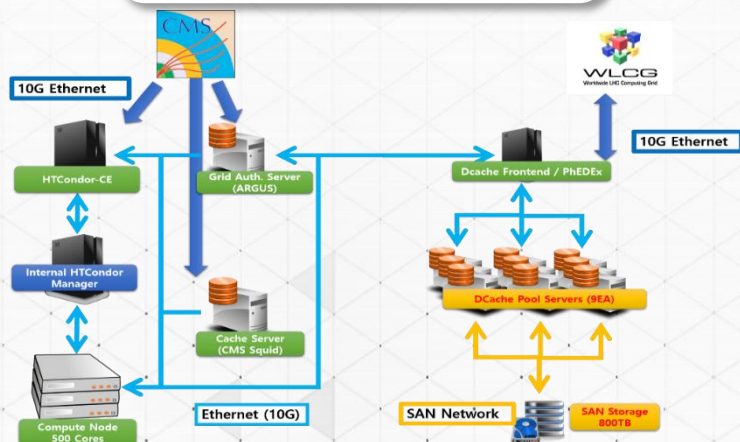 CMS
WLCG
Worldwide LHC Computing Grid
10G Ethernet
10G Ethernet
HTCondor-CE
Grid Auth. Server
(ARGUS)
Dcache Frontend / PhEDEx
Internal HTCondor
Manager
DCache Pool Servers (9EA)
Cache Server
(CMS Squid)
Ethernet (10G)
SAN Network
SAN Storage
800TB
Compute Node
500 Cores